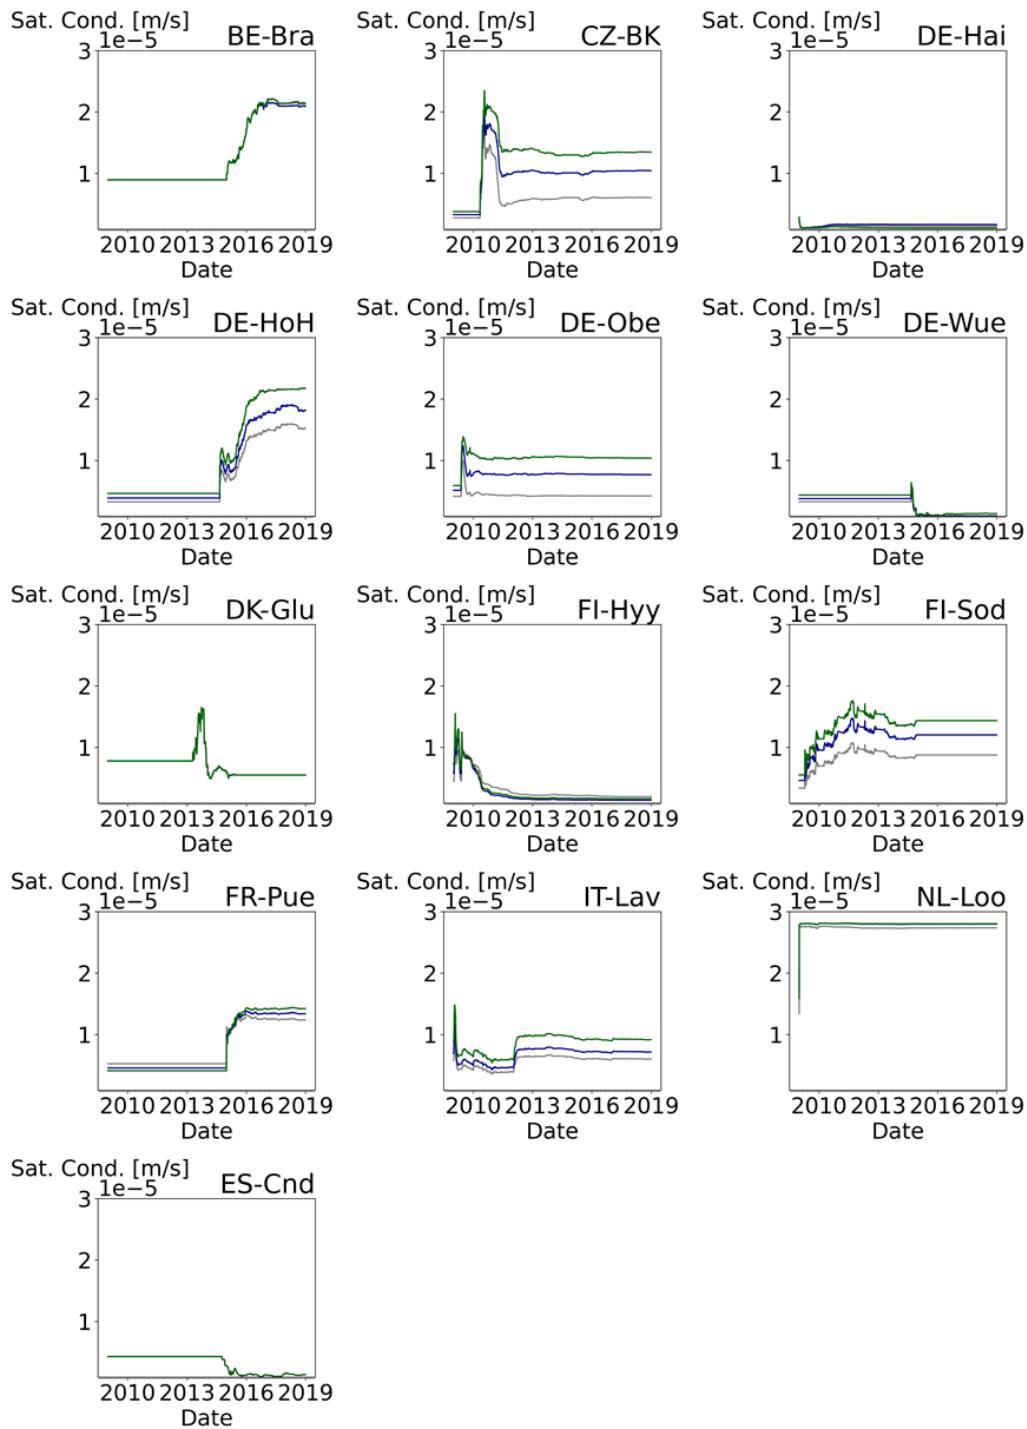 Sat. Cond. [m/s] Sat. Cond. [m/s] Sat. Cond. [m/s]
1e−5 BE-Bra 1e−5 CZ-BK 1e−5 DE-Hai
3 3 3
2 2 2
1 1 1
2010 2013 2016 2019 2010 2013 2016 2019 2010 2013 2016 2019
Date Date Date
Sat. Cond. [m/s] Sat. Cond. [m/s] Sat. Cond. [m/s]
1e−5 DE-HoH 1e−5 DE-Obe 1e−5 DE-Wue
3 3 3
2 2 2
1 1 1
2010 2013 2016 2019 2010 2013 2016 2019 2010 2013 2016 2019
Date Date Date
Sat. Cond. [m/s] Sat. Cond. [m/s] Sat. Cond. [m/s]
1e−5 DK-Glu 1e−5 FI-Hyy 1e−5 FI-Sod
3 3 3
2 2 2
1 1 1
2010 2013 2016 2019 2010 2013 2016 2019 2010 2013 2016 2019
Date Date Date
Sat. Cond. [m/s] Sat. Cond. [m/s] Sat. Cond. [m/s]
1e−5 FR-Pue 1e−5 IT-Lav 1e−5 NL-Loo
3 3 3
2 2 2
1 1 1
2010 2013 2016 2019 2010 2013 2016 2019 2010 2013 2016 2019
Date Date Date
Sat. Cond. [m/s]
1e−5 ES-Cnd
3
2
1
2010 2013 2016 2019
Date